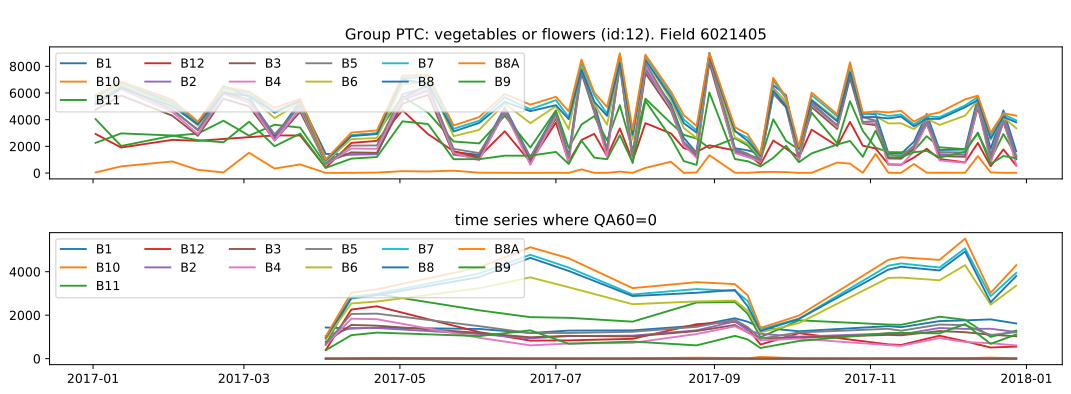 Group PTC: vegetables or flowers (id:12). Field 6021405
8000
6000
4000
2000
0
B1 B12 B3 B5 B7 B8A
B10 B2 B4 B6 B8 B9
B11
time series where QA60=0
4000
2000
0
B1 B12 B3 B5 B7 B8A
B10 B2 B4 B6 B8 B9
B11
2017-01 2017-03 2017-05 2017-07 2017-09 2017-11 2018-01